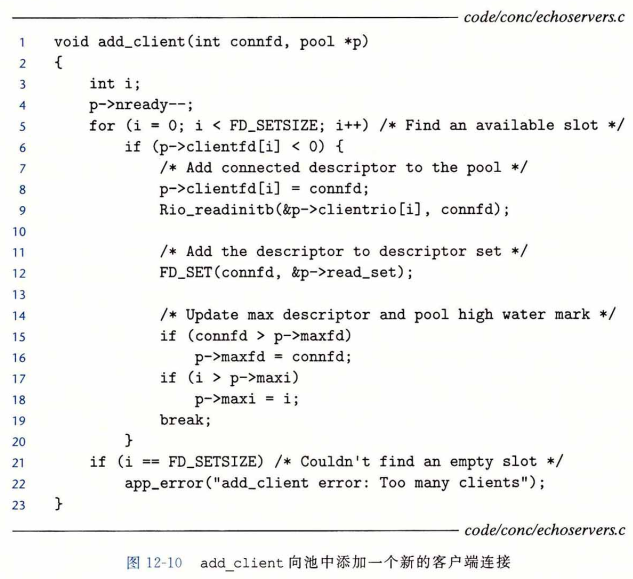 code/conc/echoservers.c
1 void add_client(int connfd, pool *p)
2 {
3     int i;
4     p->nready--;
5     for (i = 0; i < FD_SETSIZE; i++) /* Find an available slot */
6         if (p->clientfd[i] < 0) {
7             /* Add connected descriptor to the pool */
8             p->clientfd[i] = connfd;
9             Rio_readinitb(&p->clientrio[i], connfd);
10
11             /* Add the descriptor to descriptor set */
12             FD_SET(connfd, &p->read_set);
13
14             /* Update max descriptor and pool high water mark */
15             if (connfd > p->maxfd)
16                 p->maxfd = connfd;
17             if (i > p->maxi)
18                 p->maxi = i;
19             break;
20         }
21     if (i == FD_SETSIZE) /* Couldn't find an empty slot */
22         app_error("add_client error: Too many clients");
23 }
code/conc/echoservers.c
图 12-10 add_client 向池中添加一个新的客户端连接